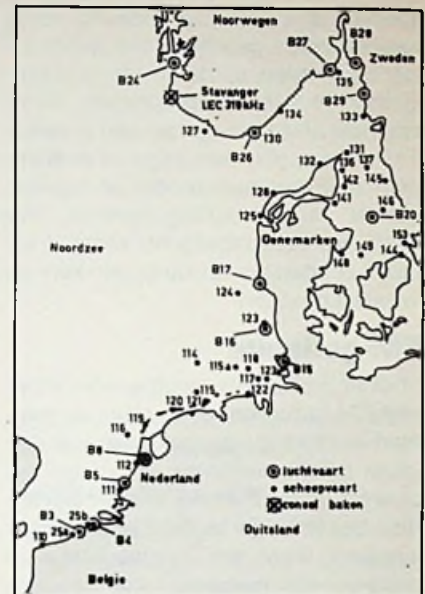 Noorwegen
B28
B27
Zweden
B24
135
Stavanger
LEC 319kHz
B29
134
133
127
130
B26
131
132
136
137
142
145
128
141
146
125
B20
153
Denemarken
Noordzee
149
144
148
B17
124
123
B16
114
118
115
B15
123
117
122
115
121
120
119
116
B8
112
Nederland
luchtvaart
B5
scheepvaart
111
consol baken
B3
25b
25a
B4
Duitsland
110
Belgie